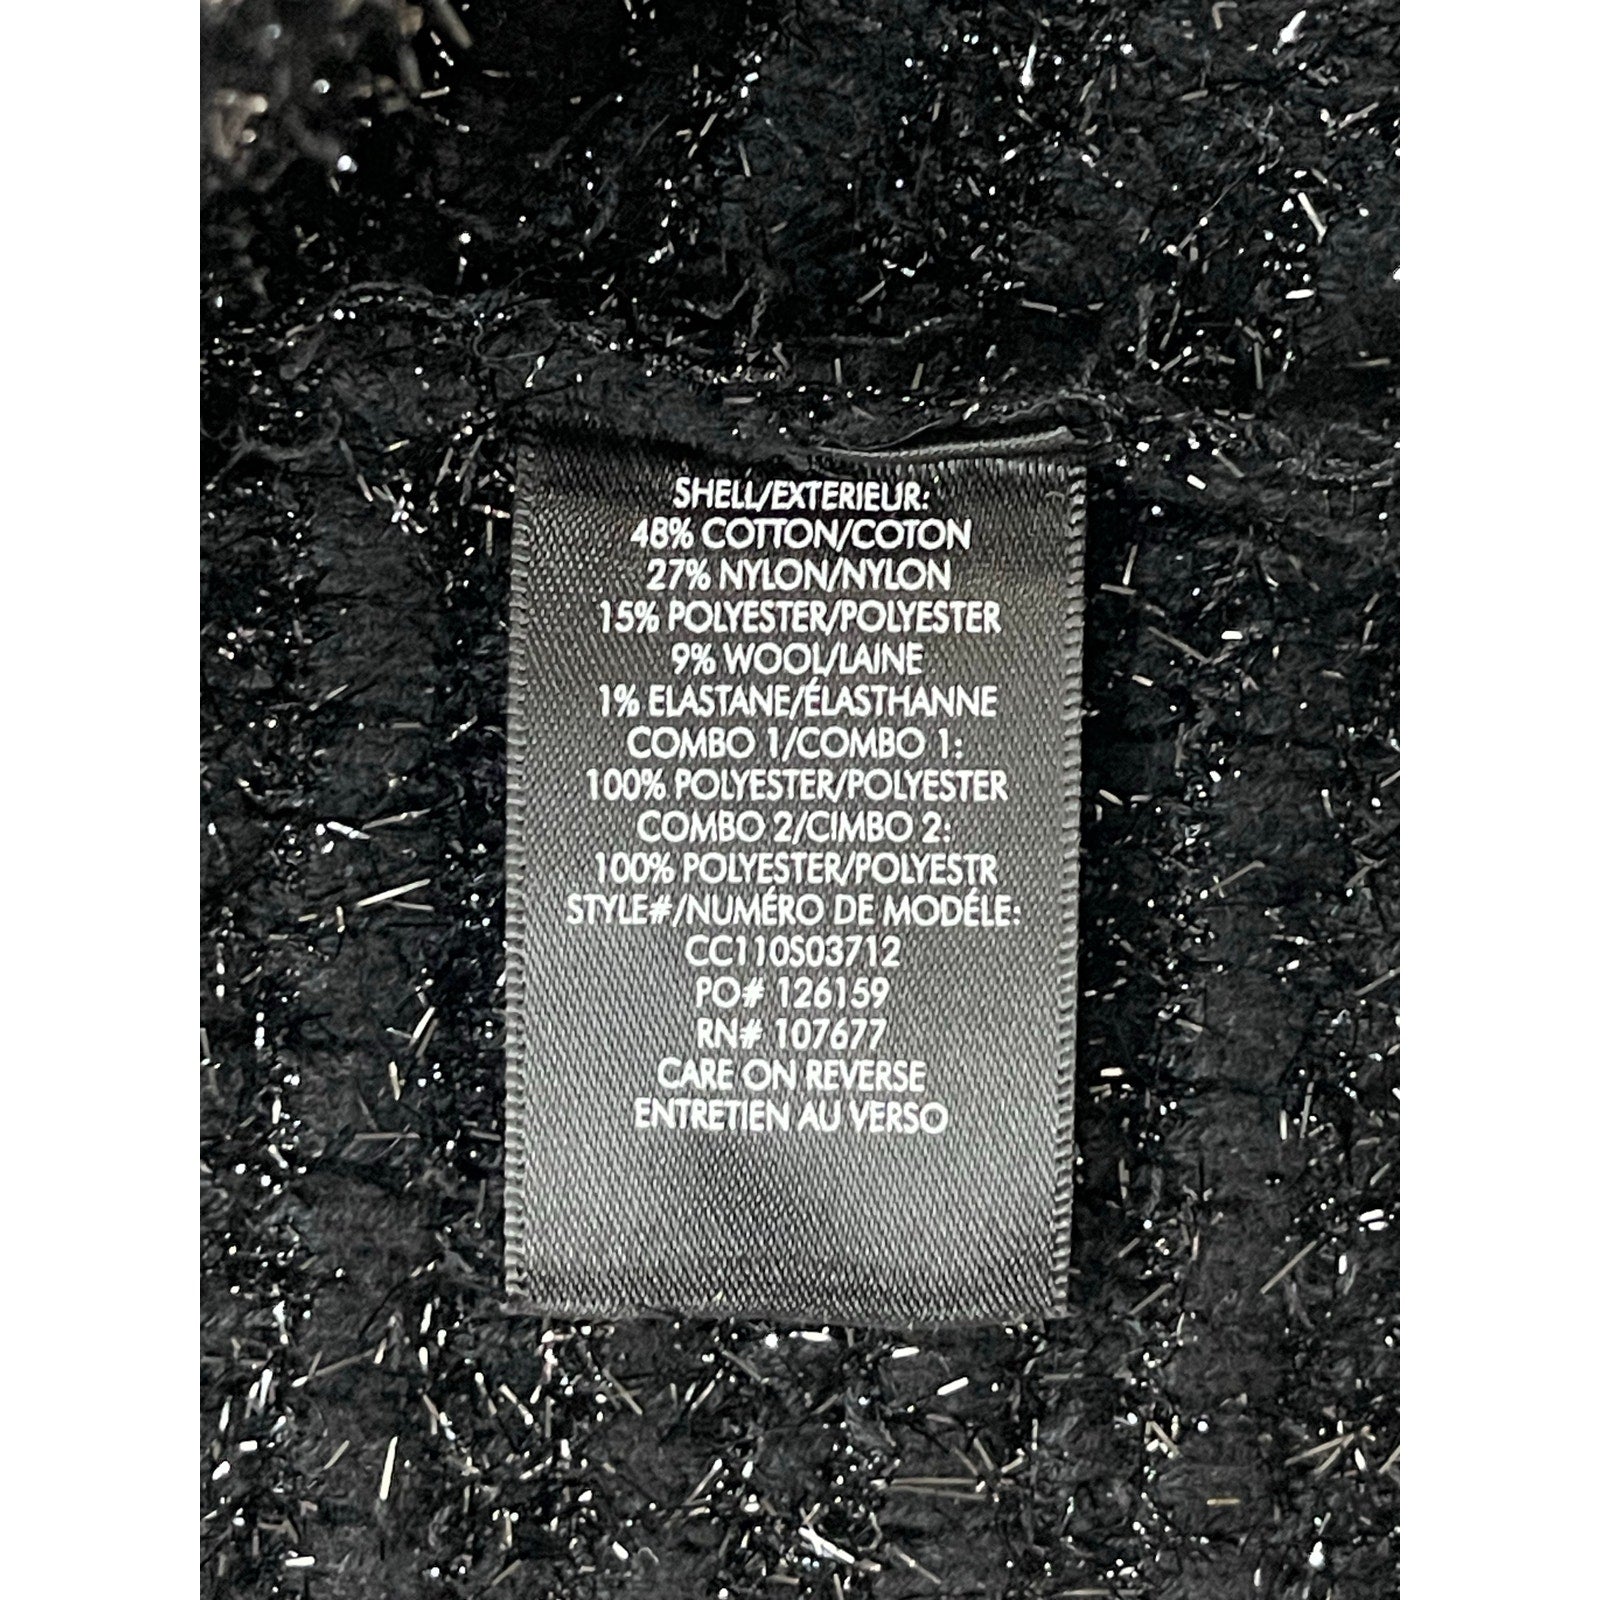 SHELL/EXTERIEUR:
48% COTTON/COTON
27% NYLON/NYLON
15% POLYESTER/POLYESTER
9% WOOL/LAINE
1% ELASTANE/ÉLASTHANNE
COMBO 1/COMBO 1:
100% POLYESTER/POLYESTER
COMBO 2/CIMBO 2:
100% POLYESTER/POLYESTR
STYLE#/NUMÉRO DE MODÉLE:
CC110S03712
PO# 126159
RN# 107677
CARE ON REVERSE
ENTRETIEN AU VERSO